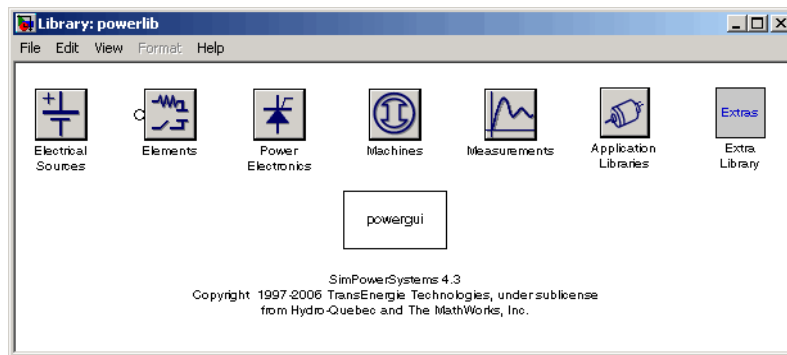 Library: powerlib
File Edit View Format Help
Electrical Sources
Elements
Power Electronics
Machines
Measurements
Application Libraries
Extras
Extra Library
powergui
SimPowerSystems 4.3
Copyright 1997-2006 TransEnergie Technologies, under sublicense
from Hydro-Quebec and The MathWorks, Inc.